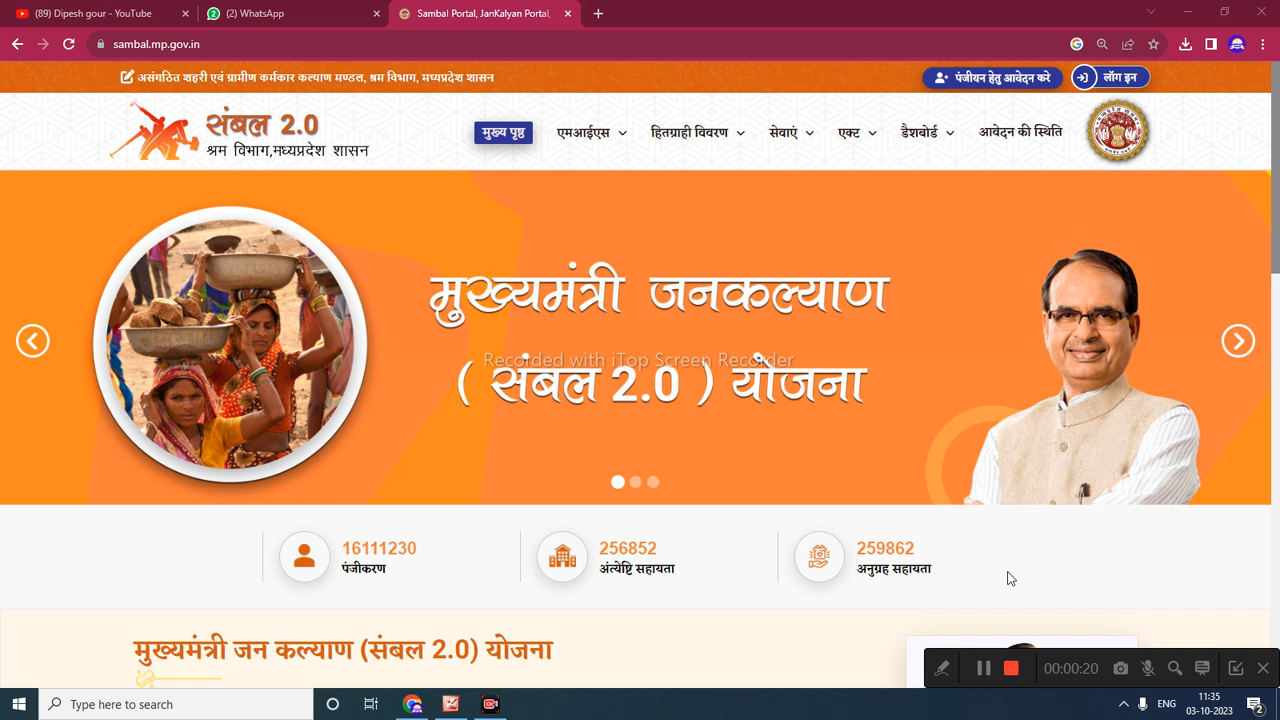 (89) Dipesh gour - YouTube
(2) WhatsApp
Sambal Portal, JanKalyan Portal,
sambal.mp.gov.in
असंगठित शहरी एवं ग्रामीण कर्मकार कल्याण मण्डल, श्रम विभाग, मध्यप्रदेश शासन
पंजीयन हेतु आवेदन करे
लॉग इन
संबल 2.0
श्रम विभाग,मध्यप्रदेश शासन
मुख्य पृष्ठ
एमआईएस
हितग्राही विवरण
सेवाएं
एक्ट
डैशबोर्ड
आवेदन की स्थिति
मुख्यमंत्री जनकल्याण
Recorded with iTop Screen Recorder
( संबल 2.0 ) योजना
16111230
पंजीकरण
256852
अंत्येष्टि सहायता
259862
अनुग्रह सहायता
मुख्यमंत्री जन कल्याण (संबल 2.0) योजना
00:00:20
Type here to search
ENG
11:35
03-10-2023
2